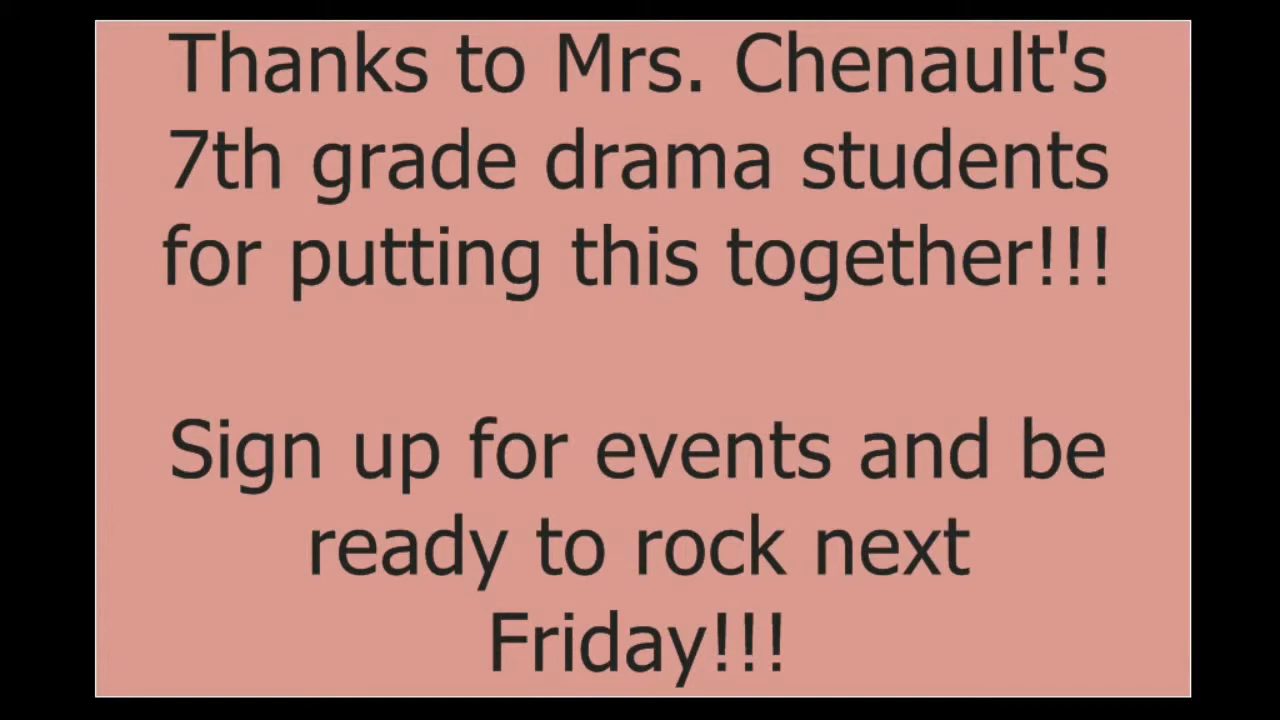 Thanks to Mrs. Chenault's
7th grade drama students
for putting this together!!!
Sign up for events and be
ready to rock next
Friday!!!